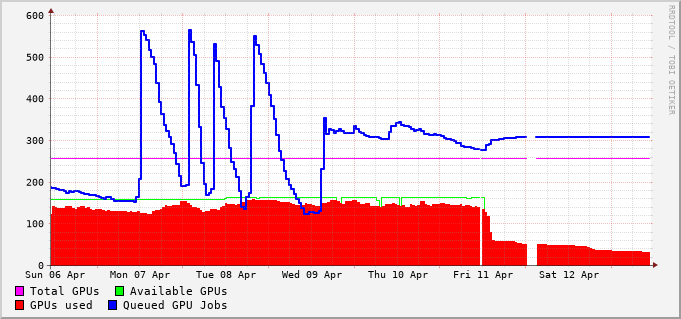 600
500
400
300
200
100
0
Sun 06 Apr Mon 07 Apr Tue 08 Apr Wed 09 Apr Thu 10 Apr Fri 11 Apr Sat 12 Apr
Total GPUs Available GPUs
GPUs used Queued GPU Jobs
RRDTOOL / TOBI OETIKER